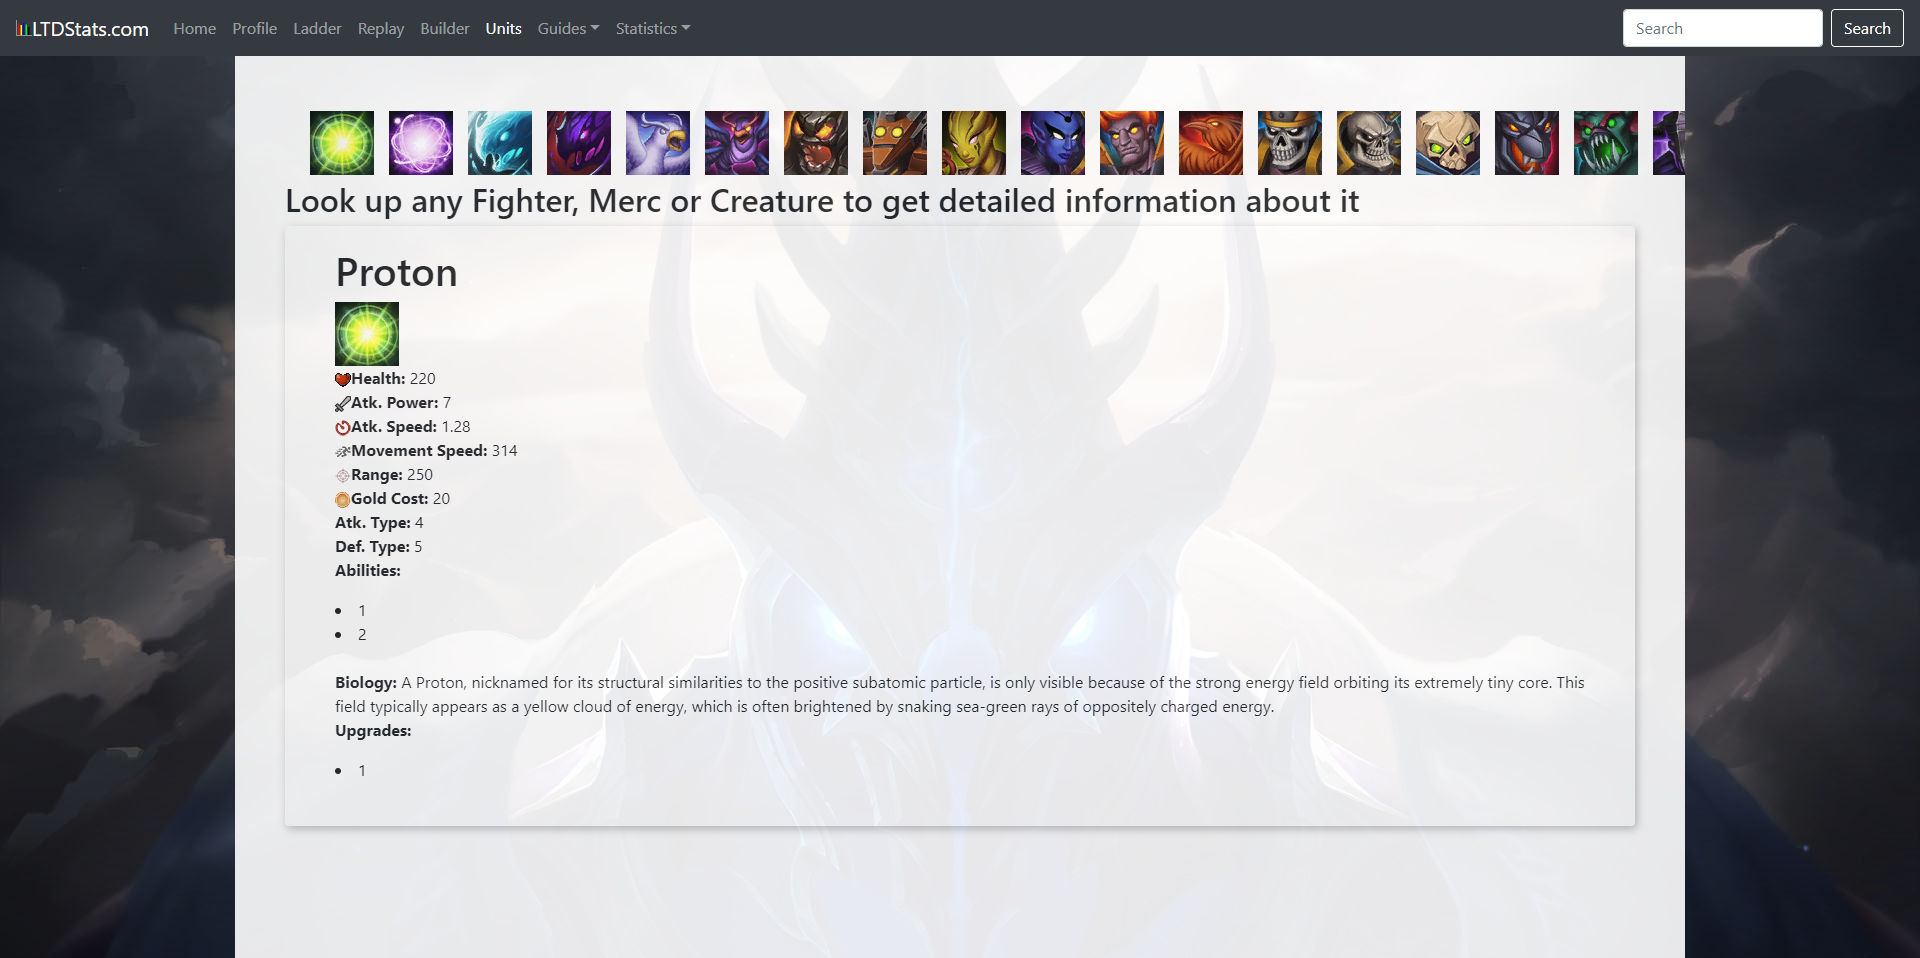 LTDStats.com Home Profile Ladder Replay Builder Units Guides Statistics Search Search
Look up any Fighter, Merc or Creature to get detailed information about it
Proton
Health: 220
Atk. Power: 7
Atk. Speed: 1.28
Movement Speed: 314
Range: 250
Gold Cost: 20
Atk. Type: 4
Def. Type: 5
Abilities:
• 1
• 2
Biology: A Proton, nicknamed for its structural similarities to the positive subatomic particle, is only visible because of the strong energy field orbiting its extremely tiny core. This
field typically appears as a yellow cloud of energy, which is often brightened by snaking sea-green rays of oppositely charged energy.
Upgrades:
• 1